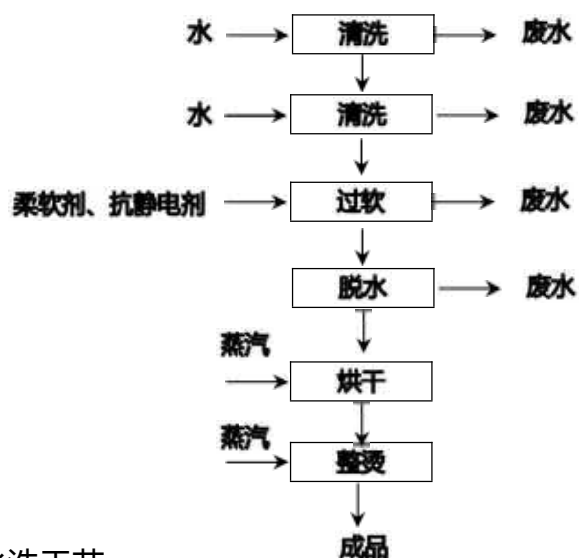 水 清洗 废水
水 清洗 废水
柔软剂、抗静电剂 过软 废水
脱水 废水
蒸汽
烘干
蒸汽
整烫
成品